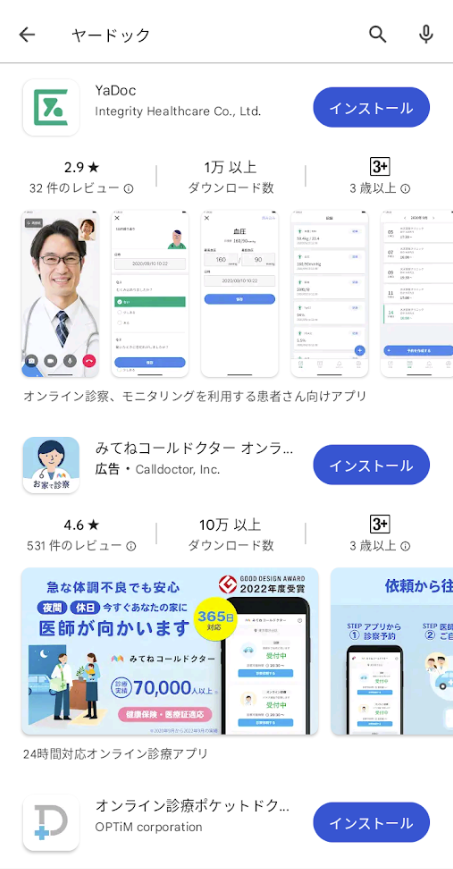 ヤードック
YaDoc
Integrity Healthcare Co., Ltd.
インストール
2.9 ★
1万 以上
3+
32 件のレビュー
ダウンロード数
3 歳以上
血圧
160
90
オンライン診察、モニタリングを利用する患者さん向けアプリ
お家で診察
みてねコールドクター オンラ...
広告 • Calldoctor, Inc.
インストール
4.6 ★
10万 以上
3+
531 件のレビュー
ダウンロード数
3 歳以上
急な体調不良でも安心
夜間 休日 今すぐあなたの家に
医師が向かいます
GOOD DESIGN AWARD
2022年度受賞
365日
対応
みてねコールドクター
診療実績 70,000人以上
健康保険・医療証適応
受付中
受付中
依頼から往
STEP ① アプリから診察予約
STEP ② 医師
ご自
24時間対応オンライン診療アプリ
オンライン診療ポケットドク...
OPTiM corporation
インストール